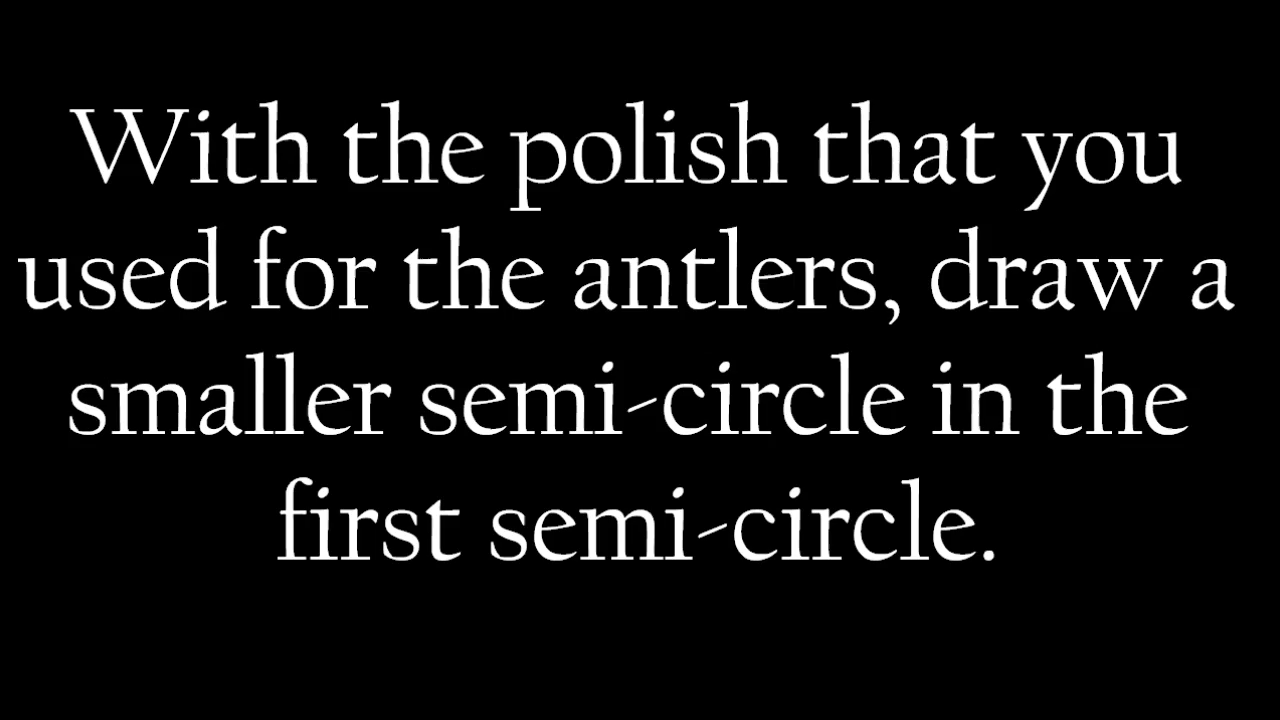 With the polish that you
used for the antlers, draw a
smaller semi-circle in the
first semi-circle.